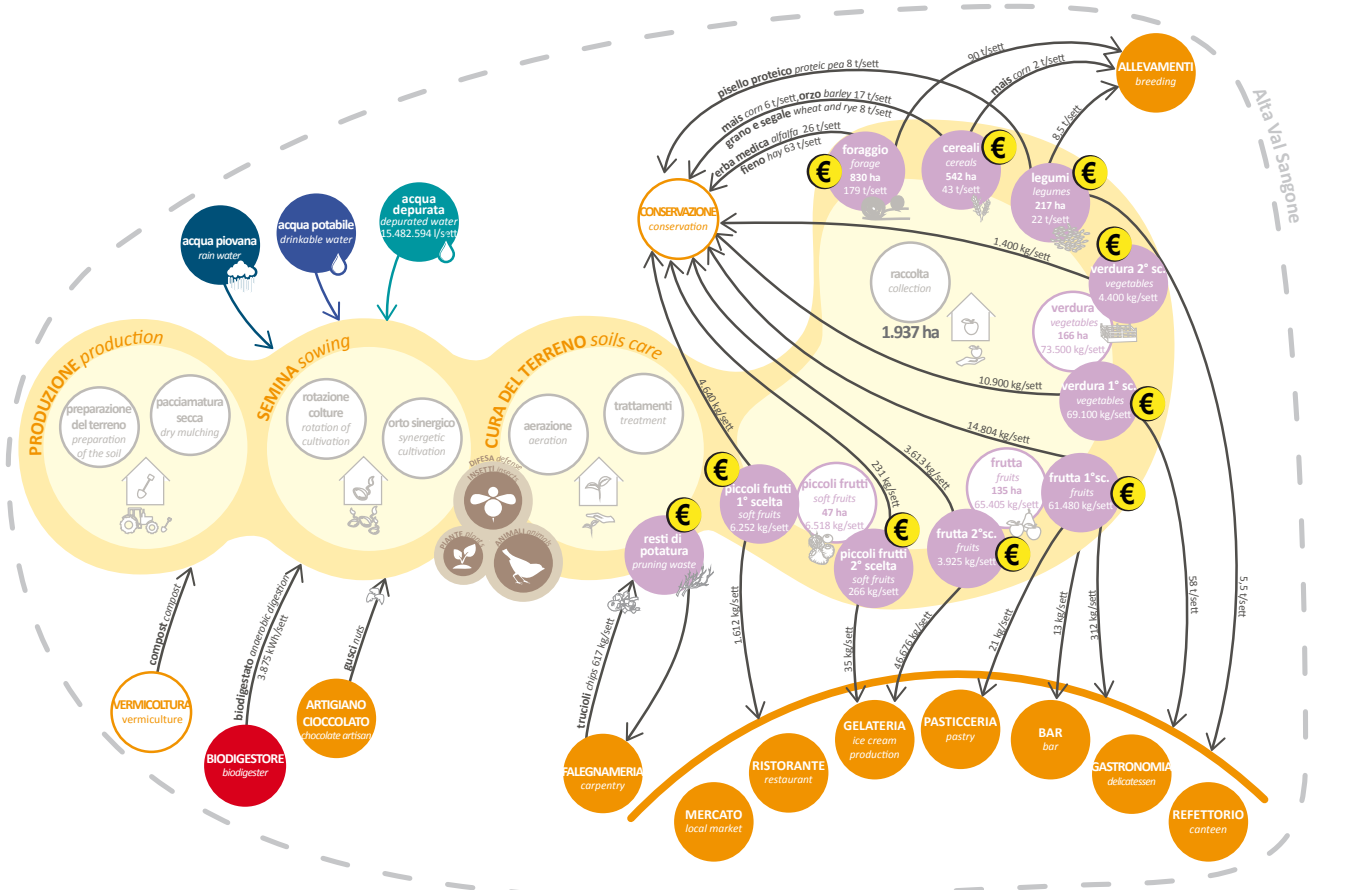 Alta Val Sangone
90 t/sett
mais corn 2 t/sett
8,5 t/sett
ALLEVAMENTI
breeding
pisello proteico proteic pea 8 t/sett
mais corn 6 t/sett,orzo barley 17 t/sett
grano e segale wheat and rye 8 t/sett
erba medica alfalfa 26 t/sett
fieno hay 63 t/sett
foraggio
forage
830 ha
179 t/sett
€
cereali
cereals
542 ha
43 t/sett
€
legumi
legumes
217 ha
22 t/sett
€
CONSERVAZIONE
conservation
acqua piovana
rain water
acqua potabile
drinkable water
acqua
depurata
depurated water
15.482.594 l/sett
1.400 kg/sett
verdura 2° sc.
vegetables
4.400 kg/sett
€
raccolta
collection
1.937 ha
verdura
vegetables
166 ha
73.500 kg/sett
10.900 kg/sett
verdura 1° sc.
vegetables
69.100 kg/sett
€
PRODUZIONE production
preparazione
del terreno
preparation
of the soil
pacciamatura
secca
dry mulching
SEMINA sowing
rotazione
colture
rotation of
cultivation
orto sinergico
synergetic
cultivation
CURA DEL TERRENO soils care
aerazione
aeration
trattamenti
treatment
DIFESA defense
INSETTI insects
PIANTE plants
ANIMALI animals
4.640 kg/sett
231 kg/sett
3.613 kg/sett
14.804 kg/sett
piccoli frutti
1° scelta
soft fruits
6.252 kg/sett
€
piccoli frutti
soft fruits
47 ha
6.518 kg/sett
piccoli frutti
2° scelta
soft fruits
266 kg/sett
€
frutta
fruits
135 ha
65.405 kg/sett
frutta 1°sc.
fruits
61.480 kg/sett
€
frutta 2°sc.
fruits
3.925 kg/sett
€
resti di
potatura
pruning waste
€
compost compost
biodigestato anaerobic digestion
3.875 kWh/sett
gusci nuts
trucioli chips 617 kg/sett
1.612 kg/sett
35 kg/sett
46.676 kg/sett
21 kg/sett
13 kg/sett
312 kg/sett
58 t/sett
5,5 t/sett
VERMICOLTURA
vermiculture
BIODIGESTORE
biodigester
ARTIGIANO
CIOCCOLATO
chocolate artisan
FALEGNAMERIA
carpentry
MERCATO
local market
RISTORANTE
restaurant
GELATERIA
ice cream
production
PASTICCERIA
pastry
BAR
bar
GASTRONOMIA
delicatessen
REFETTORIO
canteen